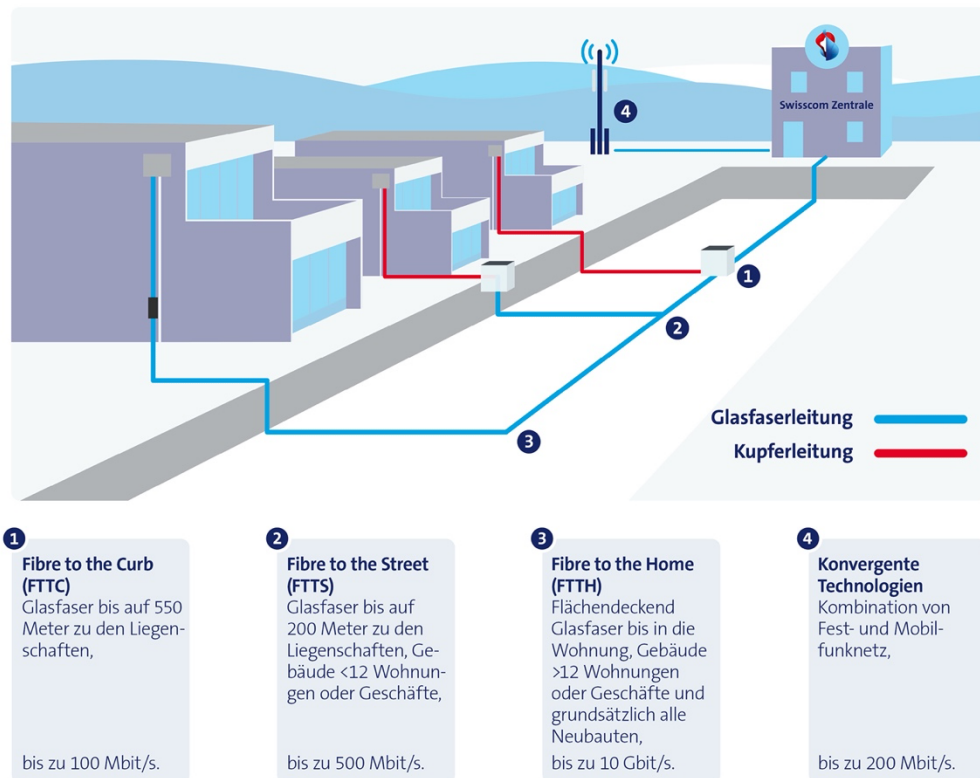 Swisscom Zentrale
4
1
2
3
Glasfaserleitung
Kupferleitung
1
Fibre to the Curb
(FTTC)
Glasfaser bis auf 550
Meter zu den Liegen-
schaften,
bis zu 100 Mbit/s.
2
Fibre to the Street
(FTTS)
Glasfaser bis auf
200 Meter zu den
Liegenschaften, Ge-
bäude <12 Wohnun-
gen oder Geschäfte,
bis zu 500 Mbit/s.
3
Fibre to the Home
(FTTH)
Flächendeckend
Glasfaser bis in die
Wohnung, Gebäude
>12 Wohnungen
oder Geschäfte und
grundsätzlich alle
Neubauten,
bis zu 10 Gbit/s.
4
Konvergente
Technologien
Kombination von
Fest- und Mobil-
funknetz,
bis zu 200 Mbit/s.